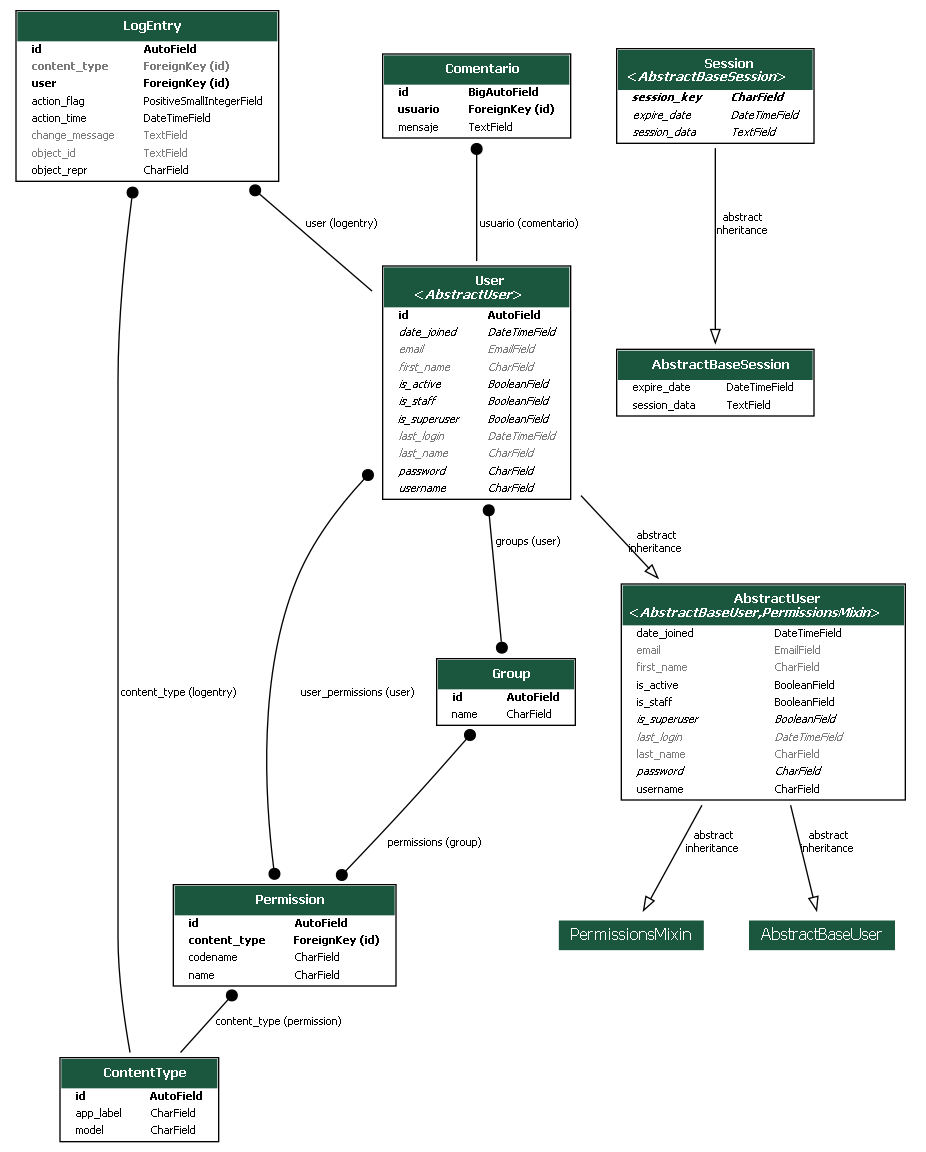 LogEntry
id AutoField
content_type ForeignKey (id)
user ForeignKey (id)
action_flag PositiveSmallIntegerField
action_time DateTimeField
change_message TextField
object_id TextField
object_repr CharField
Comentario
id BigAutoField
usuario ForeignKey (id)
mensaje TextField
Session
<AbstractBaseSession>
session_key CharField
expire_date DateTimeField
session_data TextField
user (logentry)
usuario (comentario)
abstract
inheritance
User
<AbstractUser>
id AutoField
date_joined DateTimeField
email EmailField
first_name CharField
is_active BooleanField
is_staff BooleanField
is_superuser BooleanField
last_login DateTimeField
last_name CharField
password CharField
username CharField
AbstractBaseSession
expire_date DateTimeField
session_data TextField
groups (user)
abstract
inheritance
AbstractUser
<AbstractBaseUser,PermissionsMixin>
date_joined DateTimeField
email EmailField
first_name CharField
is_active BooleanField
is_staff BooleanField
is_superuser BooleanField
last_login DateTimeField
last_name CharField
password CharField
username CharField
content_type (logentry)
user_permissions (user)
Group
id AutoField
name CharField
permissions (group)
abstract
inheritance
abstract
inheritance
Permission
id AutoField
content_type ForeignKey (id)
codename CharField
name CharField
PermissionsMixin
AbstractBaseUser
content_type (permission)
ContentType
id AutoField
app_label CharField
model CharField